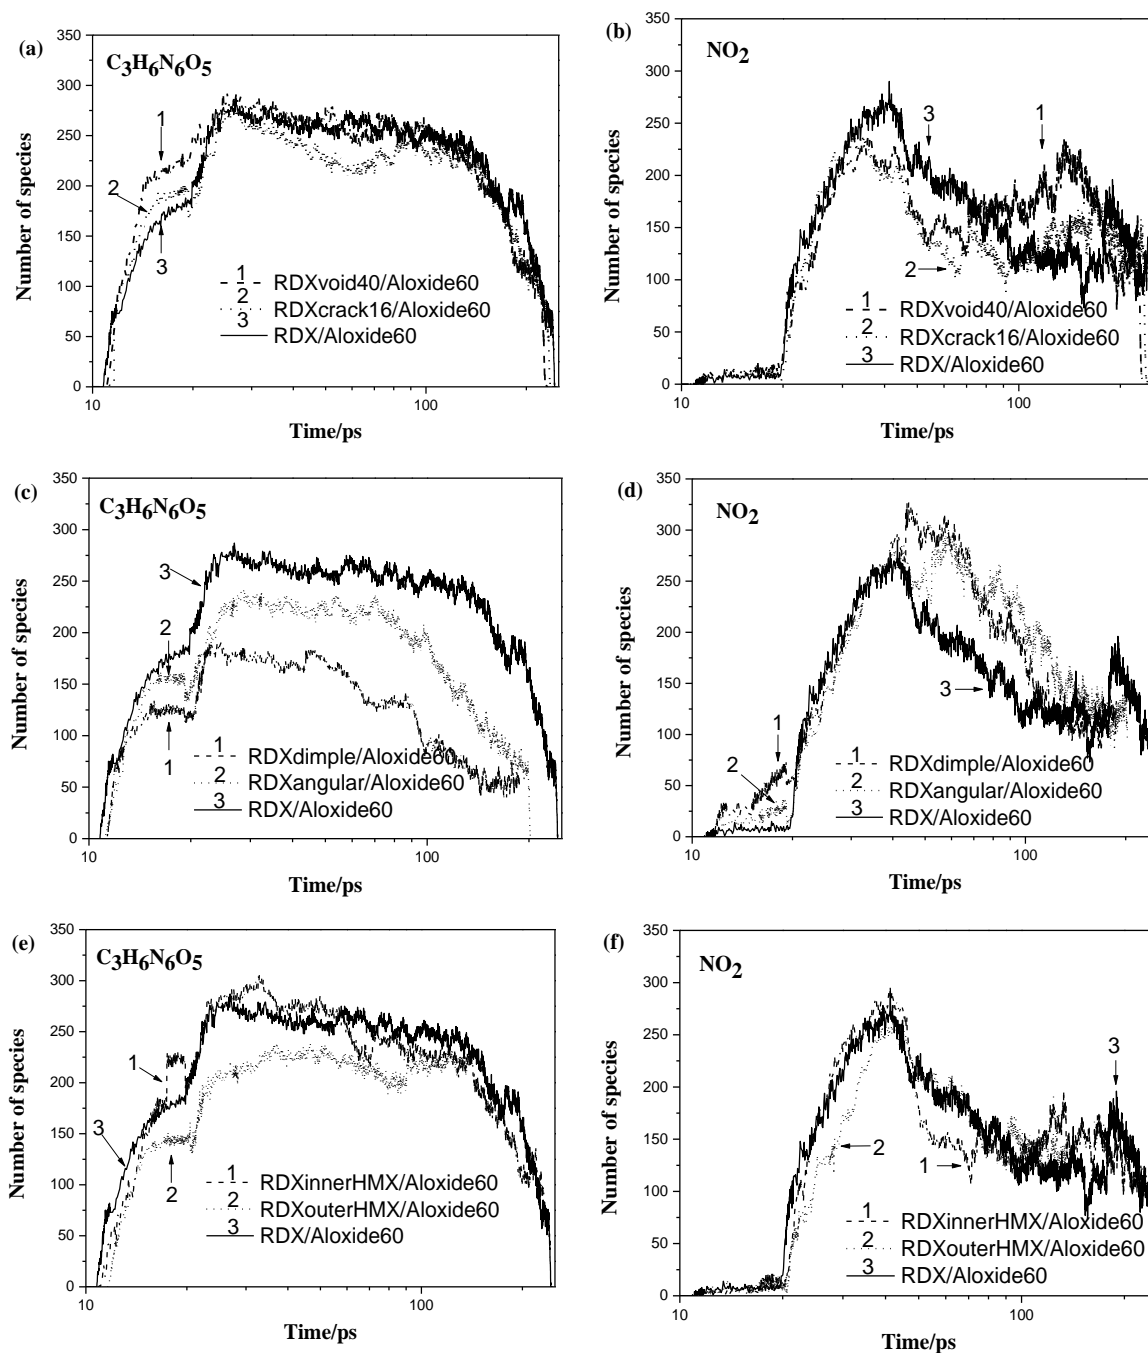 (a)
C3H6N6O5
350
300
250
200
150
100
50
0
Number of species
1
2
3
1 RDXvoid40/Aloxide60
2 RDXcrack16/Aloxide60
3 RDX/Aloxide60
10 100
Time/ps
(b)
NO2
350
300
250
200
150
100
50
0
Number of species
3
1
2
1 RDXvoid40/Aloxide60
2 RDXcrack16/Aloxide60
3 RDX/Aloxide60
10 100
Time/ps
(c)
C3H6N6O5
350
300
250
200
150
100
50
0
Number of species
3
2
1
1 RDXdimple/Aloxide60
2 RDXangular/Aloxide60
3 RDX/Aloxide60
10 100
Time/ps
(d)
NO2
350
300
250
200
150
100
50
0
Number of species
1
2
3
1 RDXdimple/Aloxide60
2 RDXangular/Aloxide60
3 RDX/Aloxide60
10 100
Time/ps
(e)
C3H6N6O5
350
300
250
200
150
100
50
0
Number of species
1
3
2
1 RDXinnerHMX/Aloxide60
2 RDXouterHMX/Aloxide60
3 RDX/Aloxide60
10 100
Time/ps
(f)
NO2
350
300
250
200
150
100
50
0
Number of species
3
2
1
1 RDXinnerHMX/Aloxide60
2 RDXouterHMX/Aloxide60
3 RDX/Aloxide60
10 100
Time/ps